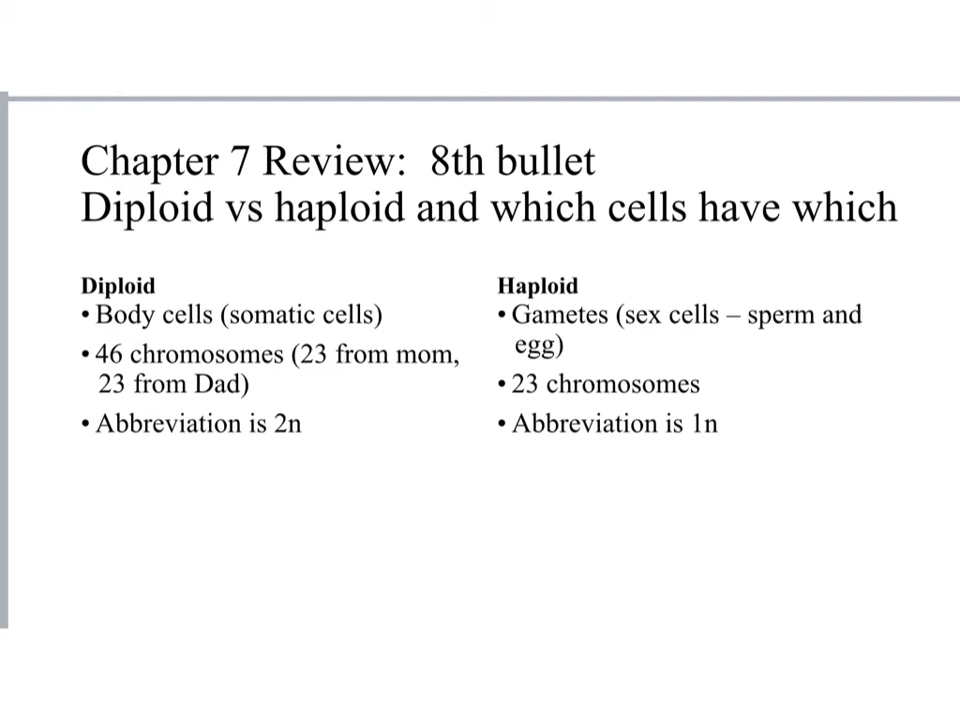 Chapter 7 Review:  8th bullet
Diploid vs haploid and which cells have which
Diploid
• Body cells (somatic cells)
• 46 chromosomes (23 from mom,
23 from Dad)
• Abbreviation is 2n
Haploid
• Gametes (sex cells – sperm and
egg)
• 23 chromosomes
• Abbreviation is 1n